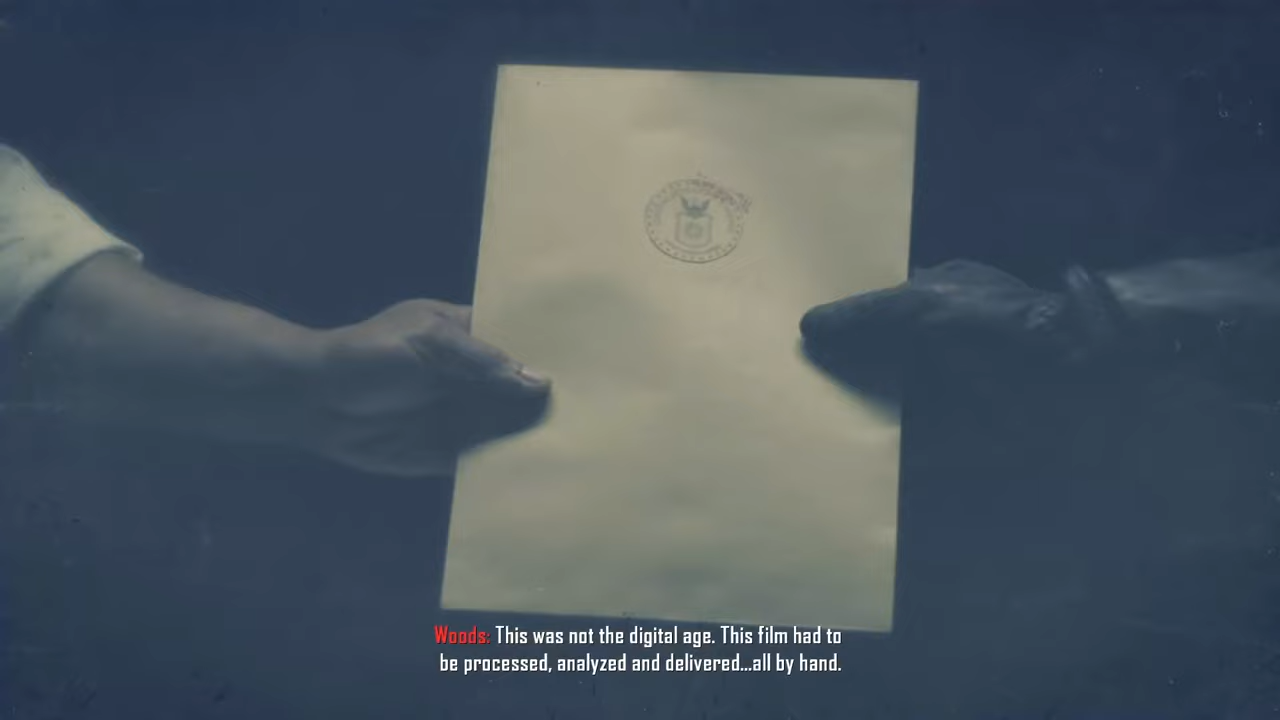 Woods: This was not the digital age. This film had to
be processed, analyzed and delivered...all by hand.